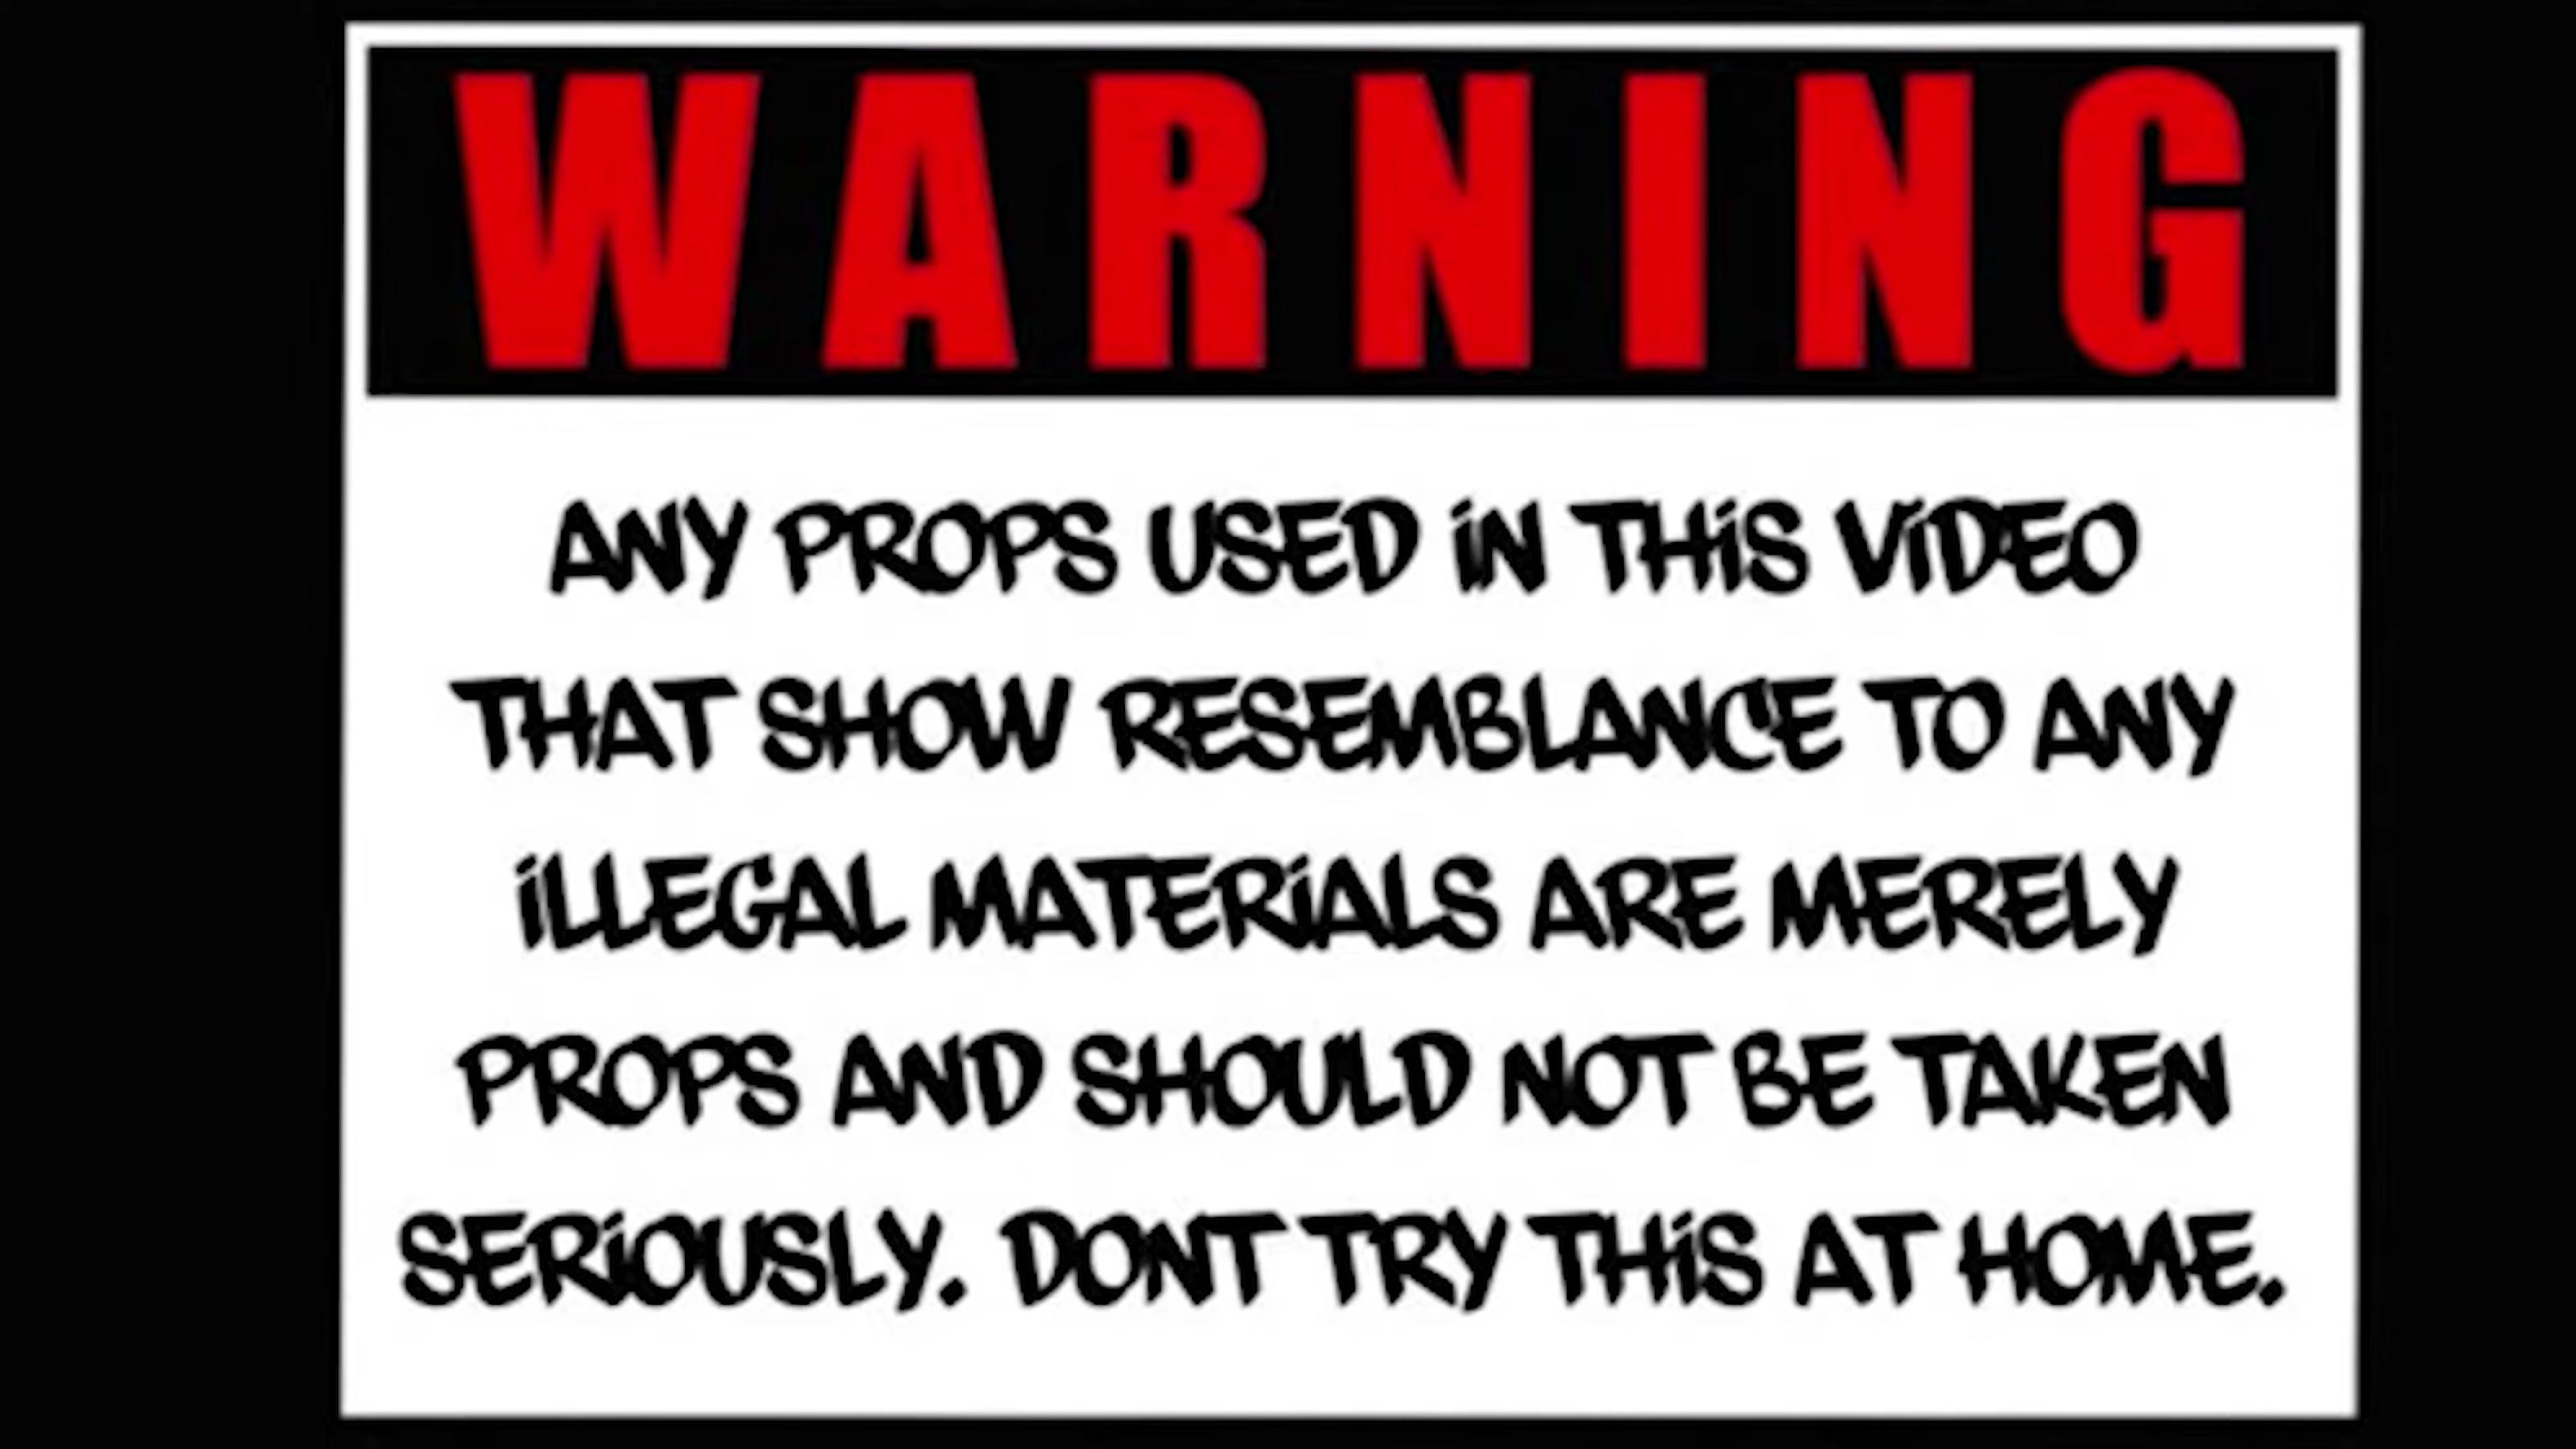 WARNING
ANY PROPS USED iN THiS ViDEO
THAT SHOW RESEMBLANCE TO ANY
iLLEGAL MATERiALS ARE MERELY
PROPS AND SHOULD NOT BE TAKEN
SERiOUSLY. DONT TRY THiS AT HOME.